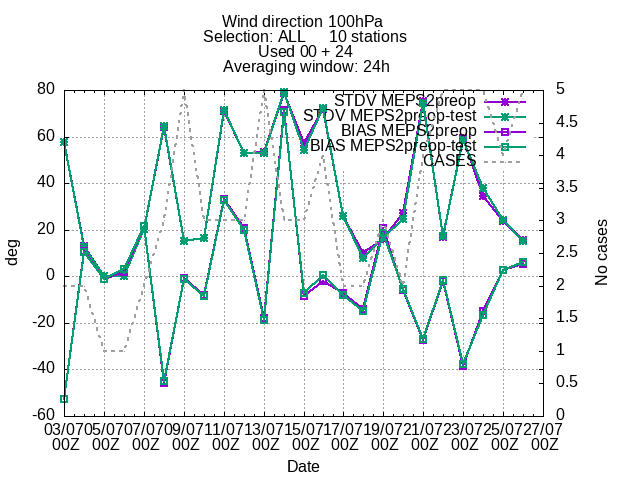 Wind direction 100hPa
Selection: ALL 10 stations
Used 00 + 24
Averaging window: 24h
80
60
40
20
0
-20
-40
-60
deg
5
4.5
4
3.5
3
2.5
2
1.5
1
0.5
0
No cases
STDV MEPS2preop
STDV MEPS2preop-test
BIAS MEPS2preop
BIAS MEPS2preop-test
CASES
03/07 05/07 07/07 09/07 11/07 13/07 15/07 17/07 19/07 21/07 23/07 25/07 27/07
00Z 00Z 00Z 00Z 00Z 00Z 00Z 00Z 00Z 00Z 00Z 00Z 00Z
Date